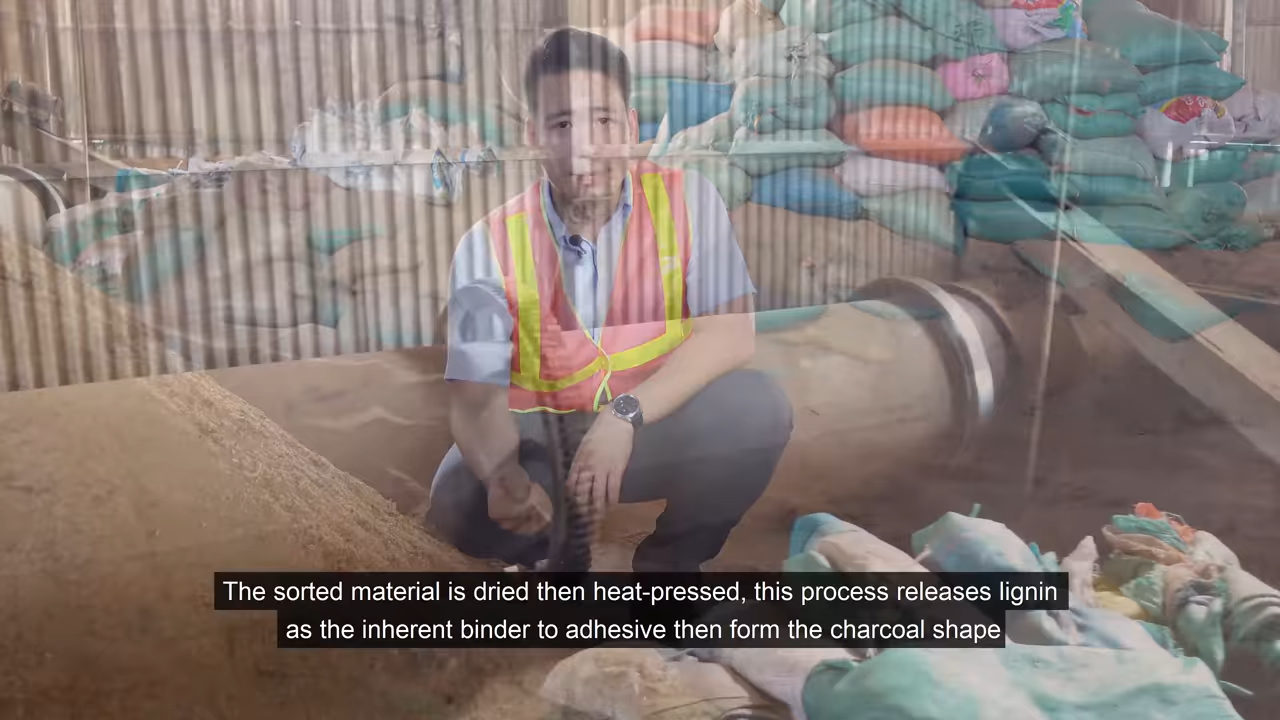 The sorted material is dried then heat-pressed, this process releases lignin
as the inherent binder to adhesive then form the charcoal shape